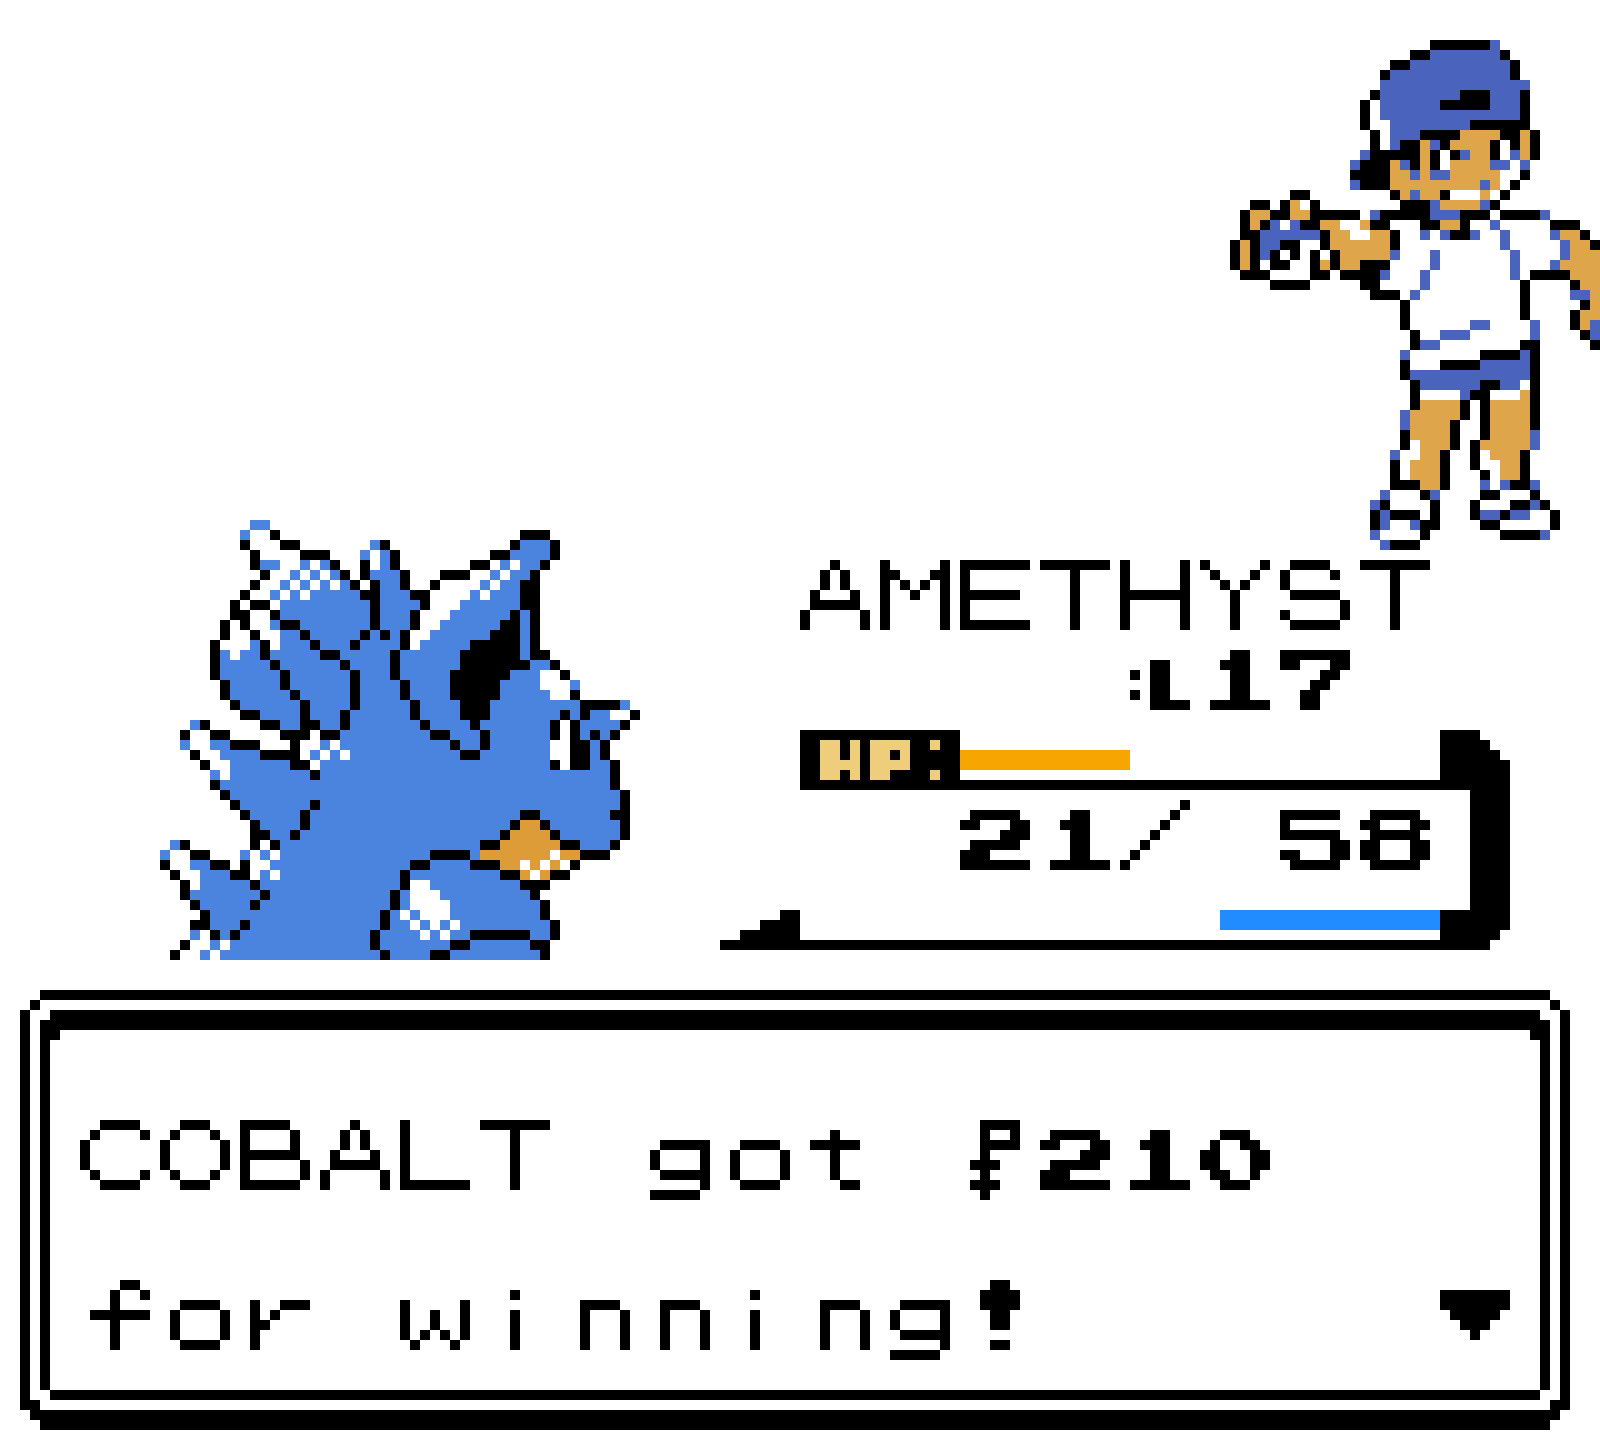 AMETHYST
:L17
HP:
21/ 58
COBALT got ₽210
for winning!